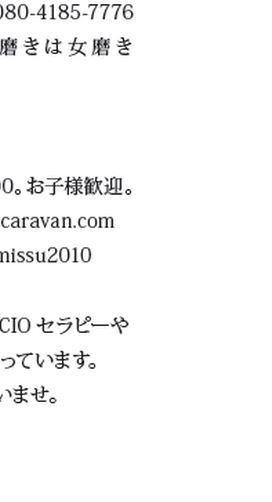 080-4185-7776
磨きは女磨き
0。お子様歓迎。
caravan.com
missu2010
CIO セラピーや
っています。
いませ。